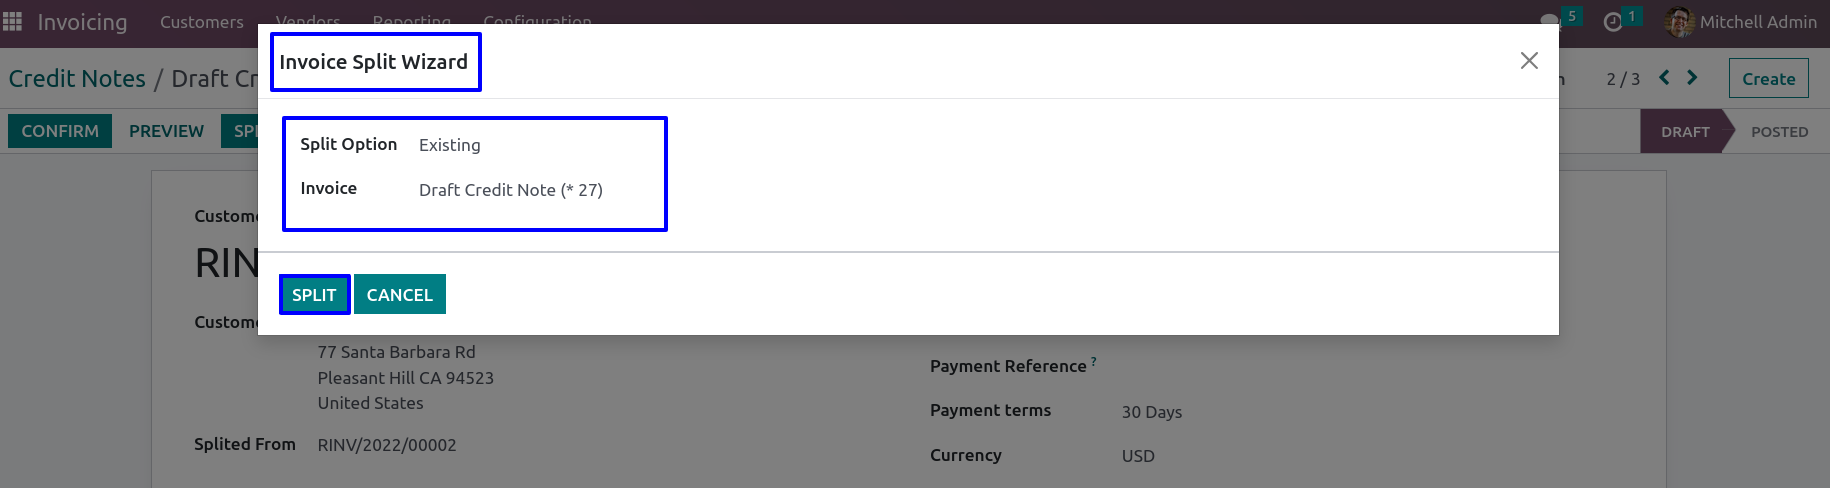 Invoicing Customers Vendors Reporting Configuration 5 1 Mitchell Admin
Invoice Split Wizard
Credit Notes / Draft Cr 2 / 3 Create
CONFIRM PREVIEW SPL DRAFT POSTED
Split Option Existing
Invoice Draft Credit Note (* 27)
Custome
RIN
SPLIT CANCEL
Custome
77 Santa Barbara Rd
Pleasant Hill CA 94523
United States
Splited From RINV/2022/00002
Payment Reference ?
Payment terms 30 Days
Currency USD